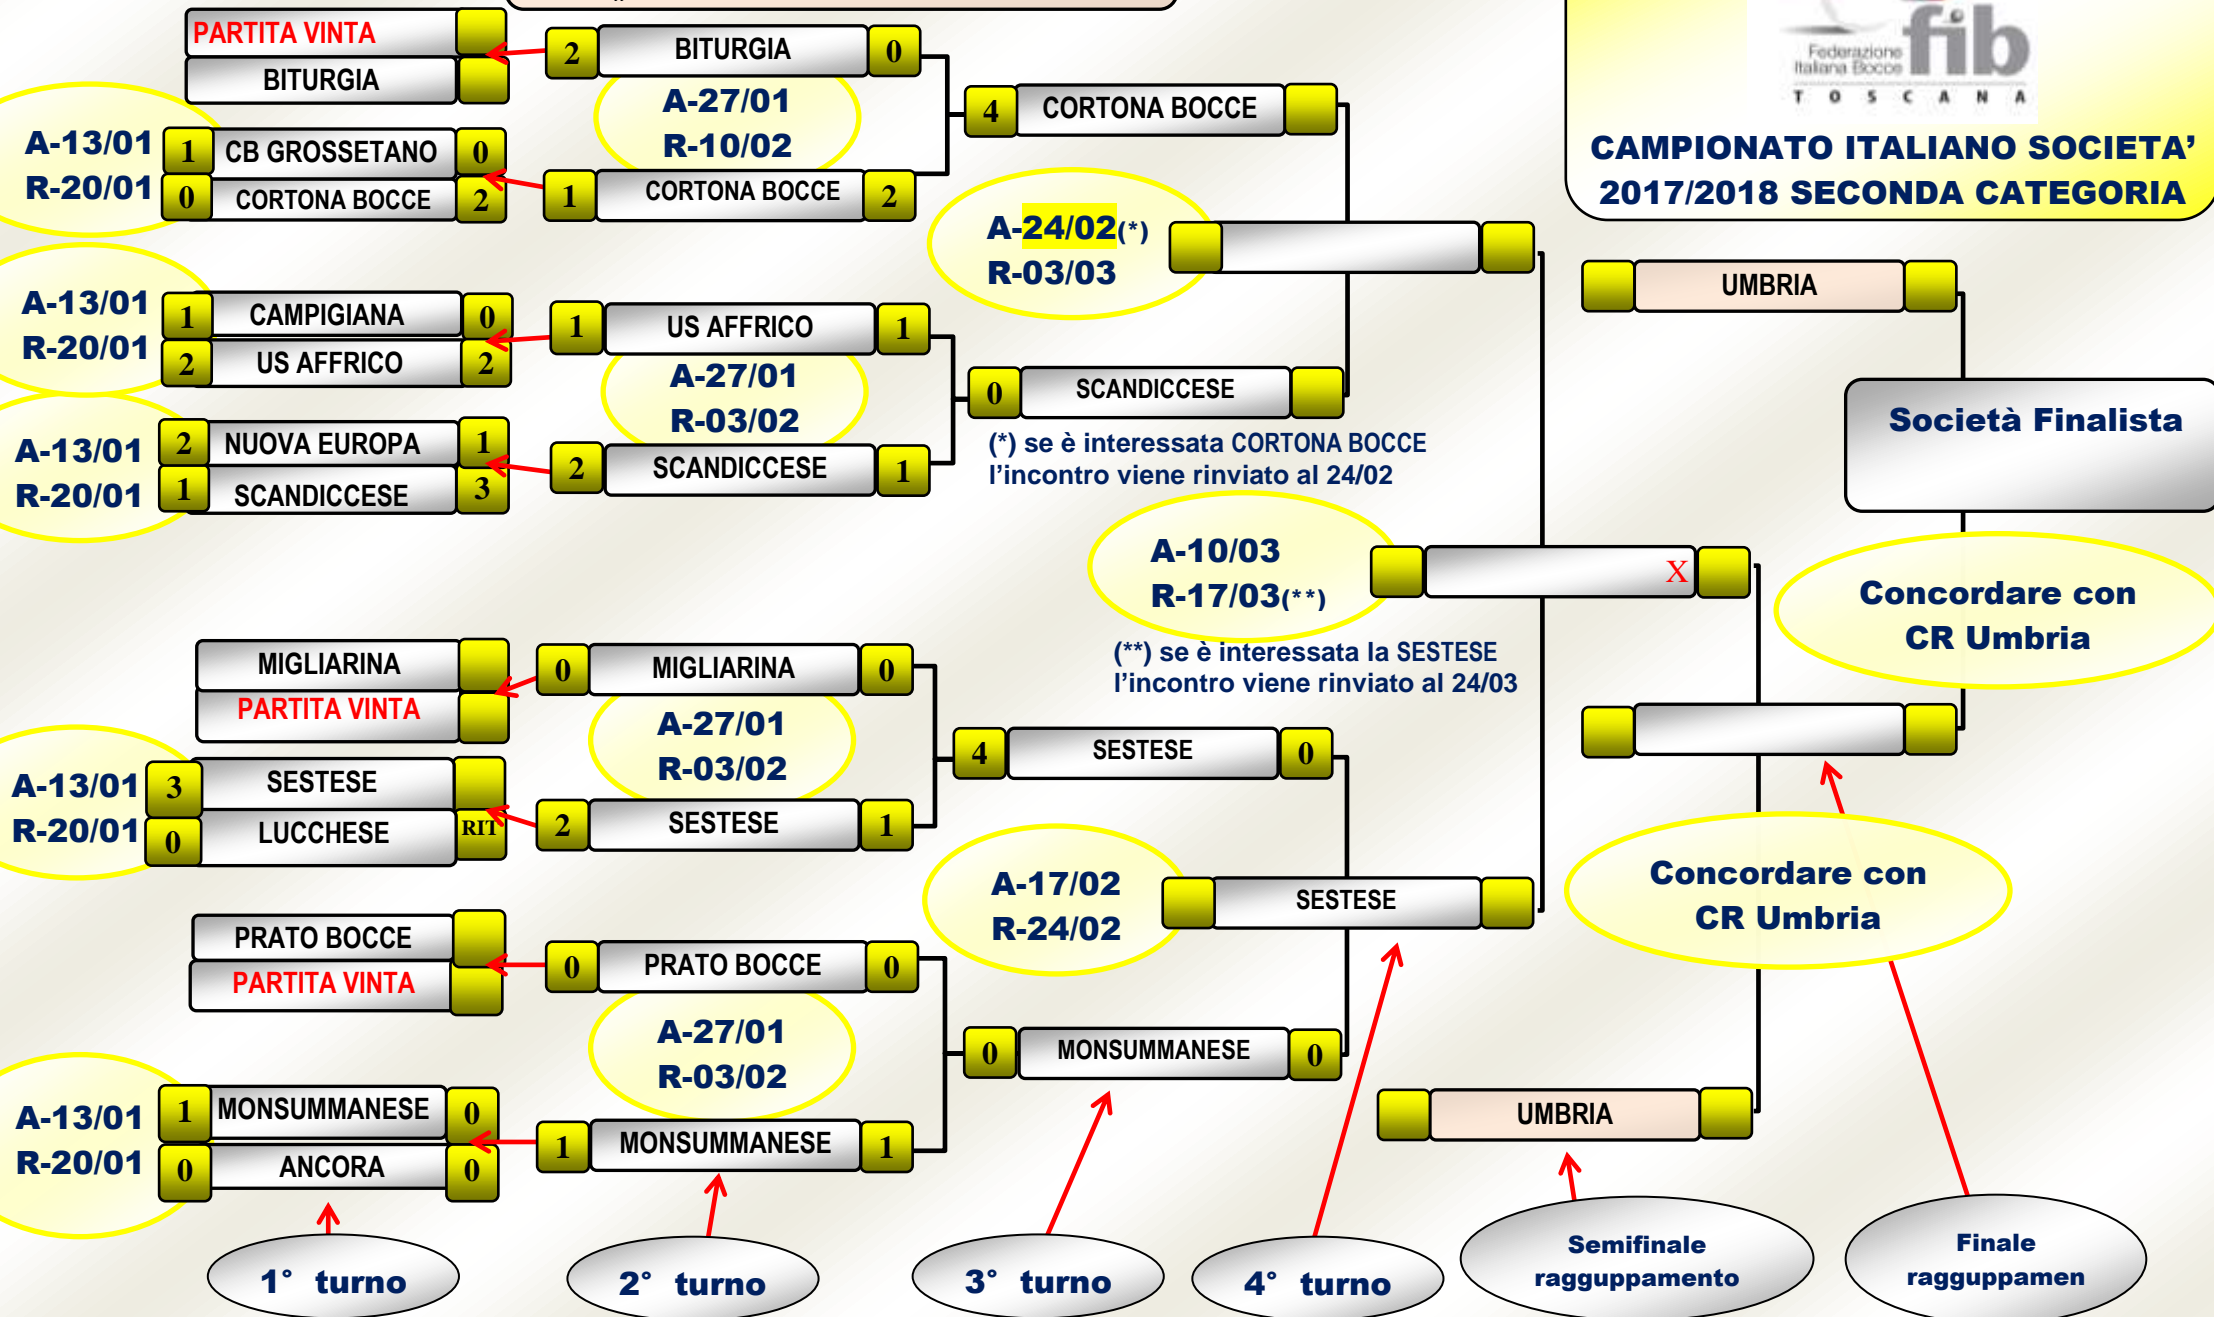 Federazione
Italiana Bocce
fib
TOSCANA
CAMPIONATO ITALIANO SOCIETA’
2017/2018 SECONDA CATEGORIA
PARTITA VINTA
BITURGIA
A-13/01
R-20/01
1 CB GROSSETANO 0
0 CORTONA BOCCE 2
A-13/01
R-20/01
1 CAMPIGIANA 0
2 US AFFRICO 2
A-13/01
R-20/01
2 NUOVA EUROPA 1
1 SCANDICCESE 3
MIGLIARINA
PARTITA VINTA
A-13/01
R-20/01
3 SESTESE
0 LUCCHESE RIT
PRATO BOCCE
PARTITA VINTA
A-13/01
R-20/01
1 MONSUMMANESE 0
0 ANCORA 0
1° turno
2 BITURGIA 0
A-27/01
R-10/02
1 CORTONA BOCCE 2
1 US AFFRICO 1
A-27/01
R-03/02
2 SCANDICCESE 1
0 MIGLIARINA 0
A-27/01
R-03/02
2 SESTESE 1
0 PRATO BOCCE 0
A-27/01
R-03/02
1 MONSUMMANESE 1
2° turno
4 CORTONA BOCCE
A-24/02(*)
R-03/03
0 SCANDICCESE
(*) se è interessata CORTONA BOCCE
l’incontro viene rinviato al 24/02
4 SESTESE 0
A-17/02
R-24/02
0 MONSUMMANESE 0
3° turno
A-10/03
R-17/03(**)
X
(**) se è interessata la SESTESE
l’incontro viene rinviato al 24/03
SESTESE
4° turno
UMBRIA
Società Finalista
Concordare con
CR Umbria
Concordare con
CR Umbria
UMBRIA
Semifinale
ragguppamento
Finale
ragguppamen